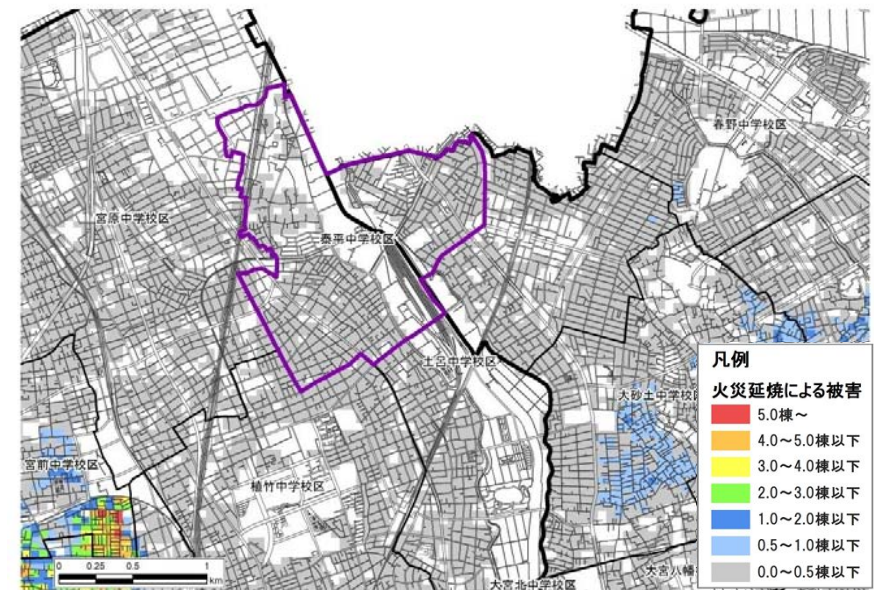 春野中学校区
宮原中学校区
泰平中学校区
土呂中学校区
大砂土中学校区
宮前中学校区
植竹中学校区
大宮北中学校区
大宮八幡
凡例
火災延焼による被害
5.0棟~
4.0~5.0棟以下
3.0~4.0棟以下
2.0~3.0棟以下
1.0~2.0棟以下
0.5~1.0棟以下
0.0~0.5棟以下
0 0.25 0.5 1
km